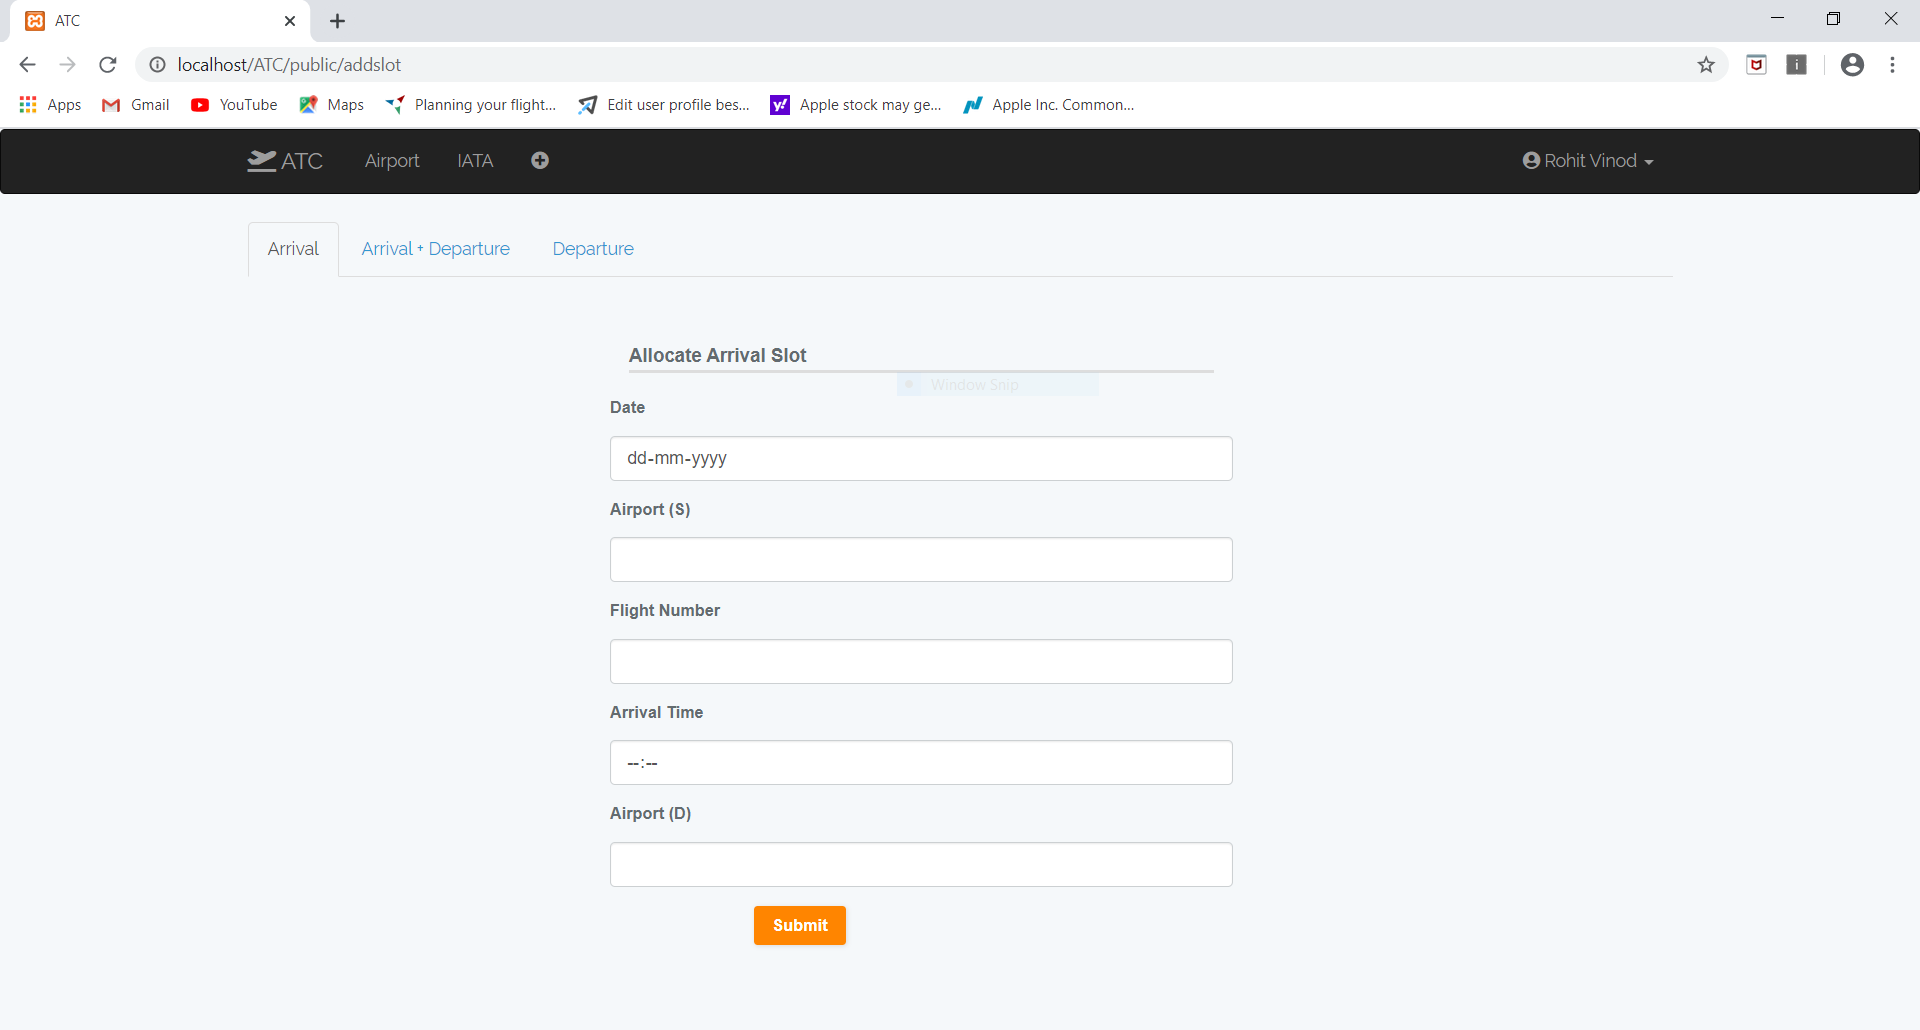 ATC
localhost/ATC/public/addslot
Apps Gmail YouTube Maps Planning your flight... Edit user profile bes... Apple stock may ge... Apple Inc. Common...
ATC Airport IATA Rohit Vinod
Arrival Arrival + Departure Departure
Allocate Arrival Slot
Window Snip
Date
dd-mm-yyyy
Airport (S)
Flight Number
Arrival Time
--:--
Airport (D)
Submit